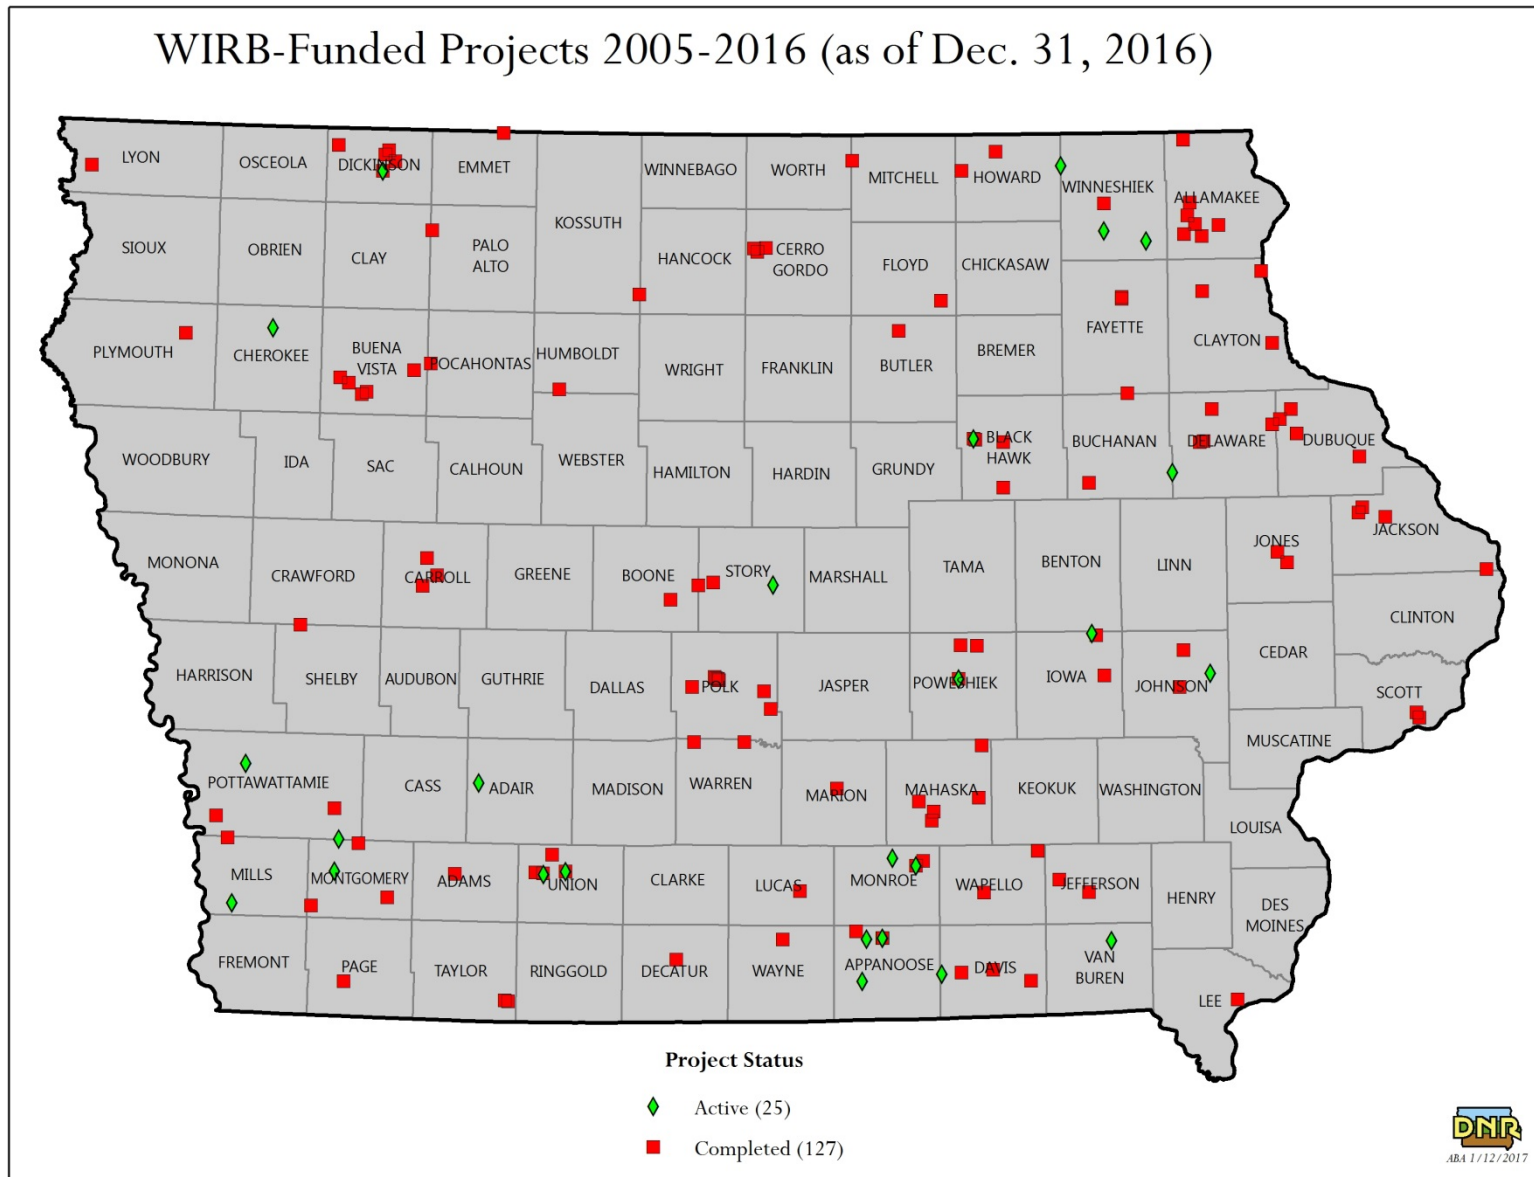 WIRB-Funded Projects 2005-2016 (as of Dec. 31, 2016)
LYON
OSCEOLA
DICKINSON
EMMET
WINNEBAGO
WORTH
MITCHELL
HOWARD
WINNESHIEK
ALLAMAKEE
SIOUX
OBRIEN
CLAY
PALO
ALTO
KOSSUTH
HANCOCK
CERRO
GORDO
FLOYD
CHICKASAW
PLYMOUTH
CHEROKEE
BUENA
VISTA
POCAHONTAS
HUMBOLDT
WRIGHT
FRANKLIN
BUTLER
BREMER
FAYETTE
CLAYTON
WOODBURY
IDA
SAC
CALHOUN
WEBSTER
HAMILTON
HARDIN
GRUNDY
BLACK
HAWK
BUCHANAN
DELAWARE
DUBUQUE
MONONA
CRAWFORD
CARROLL
GREENE
BOONE
STORY
MARSHALL
TAMA
BENTON
LINN
JONES
JACKSON
CLINTON
HARRISON
SHELBY
AUDUBON
GUTHRIE
DALLAS
POLK
JASPER
POWESHIEK
IOWA
JOHNSON
CEDAR
SCOTT
MUSCATINE
POTTAWATTAMIE
CASS
ADAIR
MADISON
WARREN
MARION
MAHASKA
KEOKUK
WASHINGTON
LOUISA
MILLS
MONTGOMERY
ADAMS
UNION
CLARKE
LUCAS
MONROE
WAPELLO
JEFFERSON
HENRY
DES
MOINES
FREMONT
PAGE
TAYLOR
RINGGOLD
DECATUR
WAYNE
APPANOOSE
DAVIS
VAN
BUREN
LEE
Project Status
Active (25)
Completed (127)
DNR
ABA 1/12/2017